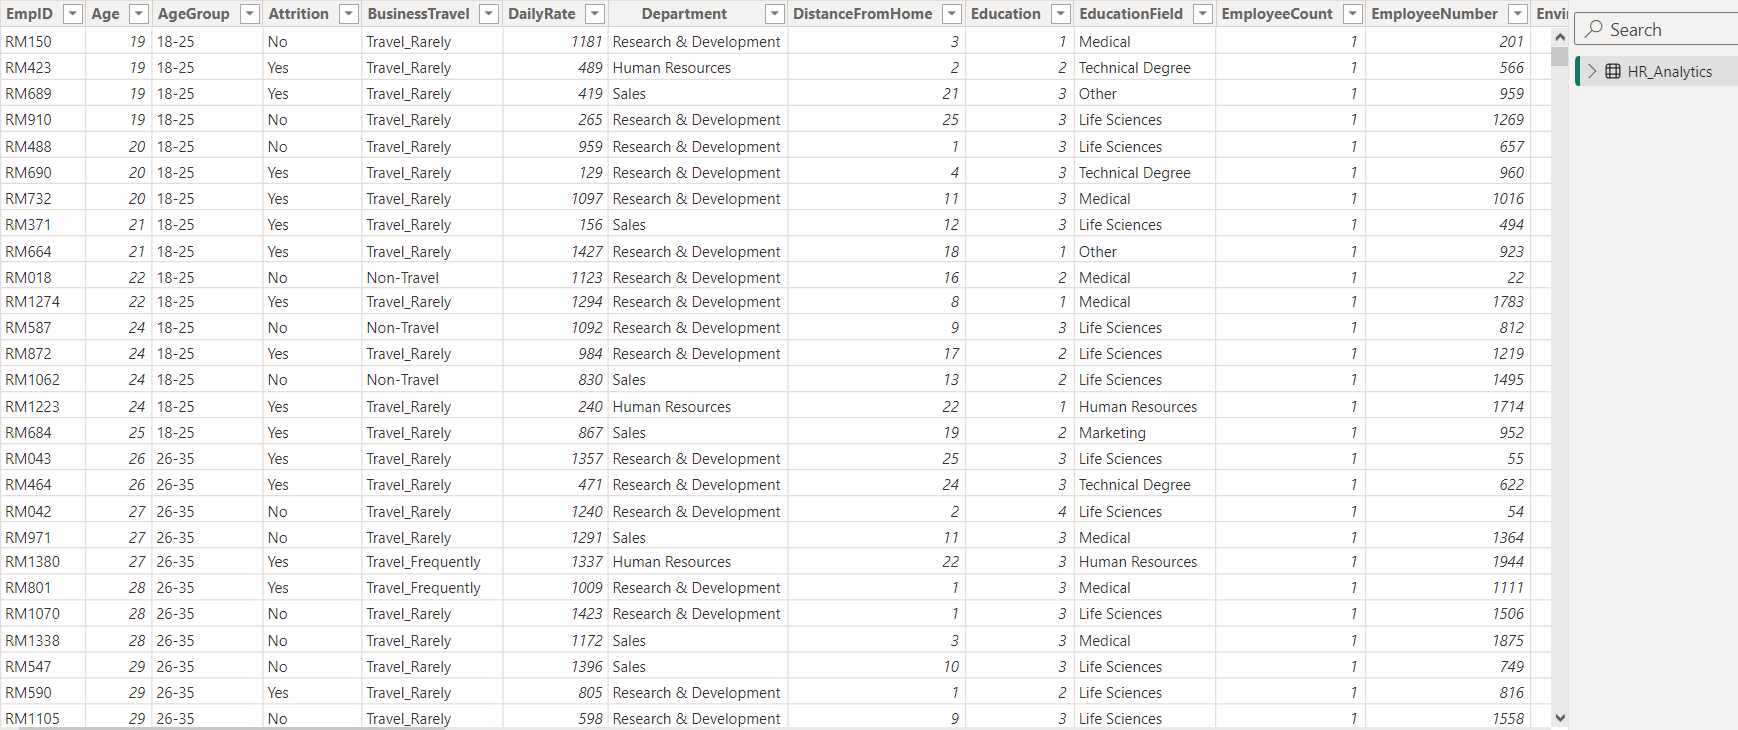 EmpID Age AgeGroup Attrition BusinessTravel DailyRate Department DistanceFromHome Education EducationField EmployeeCount EmployeeNumber Envi
Search
HR_Analytics
RM150 19 18-25 No Travel_Rarely 1181 Research & Development 3 1 Medical 1 201
RM423 19 18-25 Yes Travel_Rarely 489 Human Resources 2 2 Technical Degree 1 566
RM689 19 18-25 Yes Travel_Rarely 419 Sales 21 3 Other 1 959
RM910 19 18-25 No Travel_Rarely 265 Research & Development 25 3 Life Sciences 1 1269
RM488 20 18-25 No Travel_Rarely 959 Research & Development 1 3 Life Sciences 1 657
RM690 20 18-25 Yes Travel_Rarely 129 Research & Development 4 3 Technical Degree 1 960
RM732 20 18-25 Yes Travel_Rarely 1097 Research & Development 11 3 Medical 1 1016
RM371 21 18-25 Yes Travel_Rarely 156 Sales 12 3 Life Sciences 1 494
RM664 21 18-25 Yes Travel_Rarely 1427 Research & Development 18 1 Other 1 923
RM018 22 18-25 No Non-Travel 1123 Research & Development 16 2 Medical 1 22
RM1274 22 18-25 Yes Travel_Rarely 1294 Research & Development 8 1 Medical 1 1783
RM587 24 18-25 No Non-Travel 1092 Research & Development 9 3 Life Sciences 1 812
RM872 24 18-25 Yes Travel_Rarely 984 Research & Development 17 2 Life Sciences 1 1219
RM1062 24 18-25 No Non-Travel 830 Sales 13 2 Life Sciences 1 1495
RM1223 24 18-25 Yes Travel_Rarely 240 Human Resources 22 1 Human Resources 1 1714
RM684 25 18-25 Yes Travel_Rarely 867 Sales 19 2 Marketing 1 952
RM043 26 26-35 Yes Travel_Rarely 1357 Research & Development 25 3 Life Sciences 1 55
RM464 26 26-35 Yes Travel_Rarely 471 Research & Development 24 3 Technical Degree 1 622
RM042 27 26-35 No Travel_Rarely 1240 Research & Development 2 4 Life Sciences 1 54
RM971 27 26-35 No Travel_Rarely 1291 Sales 11 3 Medical 1 1364
RM1380 27 26-35 Yes Travel_Frequently 1337 Human Resources 22 3 Human Resources 1 1944
RM801 28 26-35 Yes Travel_Frequently 1009 Research & Development 1 3 Medical 1 1111
RM1070 28 26-35 No Travel_Rarely 1423 Research & Development 1 3 Life Sciences 1 1506
RM1338 28 26-35 No Travel_Rarely 1172 Sales 3 3 Medical 1 1875
RM547 29 26-35 No Travel_Rarely 1396 Sales 10 3 Life Sciences 1 749
RM590 29 26-35 Yes Travel_Rarely 805 Research & Development 1 2 Life Sciences 1 816
RM1105 29 26-35 No Travel_Rarely 598 Research & Development 9 3 Life Sciences 1 1558